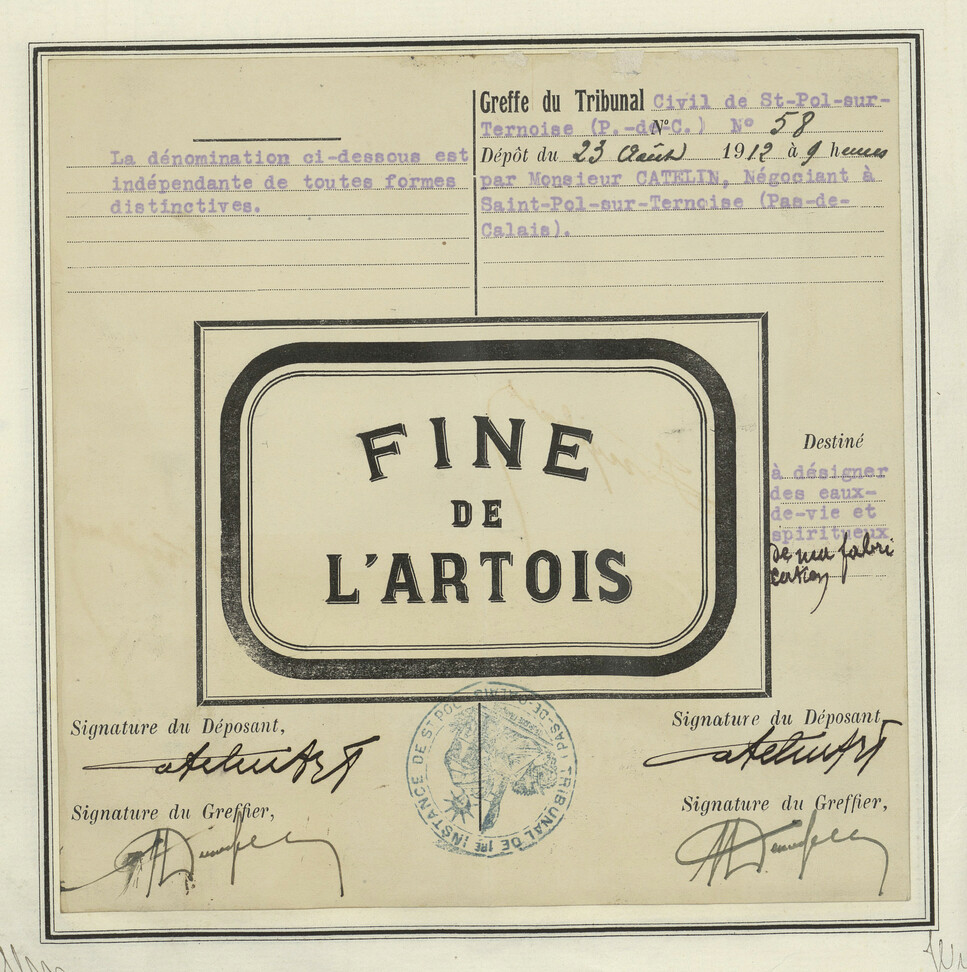 La dénomination ci-dessous est
indépendante de toutes formes
distinctives.
Greffe du Tribunal Civil de St-Pol-sur-
Ternoise (P.-de-C.) N° N° 58
Dépôt du 23 Août 1912 à 9 heures
par Monsieur CATELIN, Négociant à
Saint-Pol-sur-Ternoise (Pas-de-
Calais).
FINE
DE
L'ARTOIS
Destiné
à désigner
des eaux-
de-vie et
spiritueux
de ma fabri
cation
Signature du Déposant,
Signature du Greffier,
TRIBUNAL DE 1RE INSTANCE DE ST POL (PAS-DE-CALAIS)
Signature du Déposant
Signature du Greffier,